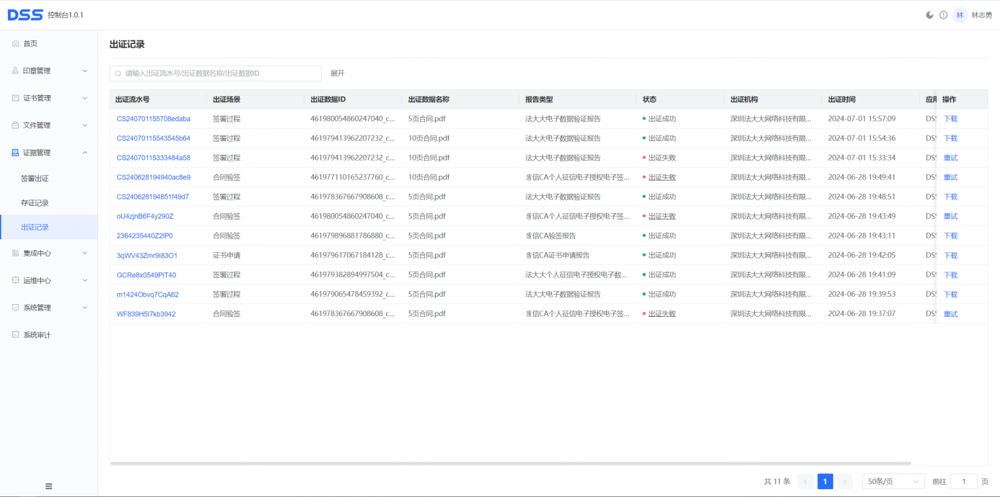 DSS 控制台1.0.1
林 林志勇
首页
印章管理
证书管理
文件管理
证据管理
签署出证
存证记录
出证记录
集成中心
运维中心
系统管理
系统审计
出证记录
请输入出证流水号/出证数据名称/出证数据ID 展开
出证流水号 出证场景 出证数据ID 出证数据名称 报告类型 状态 出证机构 出证时间 应用 操作
CS240701155708edaba 签署过程 461980054860247040_c... 5页合同.pdf 法大大电子数据验证报告 出证成功 深圳法大大网络科技有限... 2024-07-01 15:57:09 DSS 下载
CS24070115543545b64 签署过程 461979413962207232_c... 10页合同.pdf 法大大电子数据验证报告 出证成功 深圳法大大网络科技有限... 2024-07-01 15:54:36 DSS 下载
CS24070115333484a58 签署过程 461979413962207232_c... 10页合同.pdf 法大大电子数据验证报告 出证失败 深圳法大大网络科技有限... 2024-07-01 15:33:34 DSS 重试
CS240628194940ac8e9 合同验签 461977110165237760_c... 10页合同.pdf 信CA个人征信电子授权电子签... 出证失败 深圳法大大网络科技有限... 2024-06-28 19:49:41 DSS 重试
CS240628194851f49d7 签署过程 461978367667908608_c... 5页合同.pdf 法大大电子数据验证报告 出证成功 深圳法大大网络科技有限... 2024-06-28 19:48:51 DSS 下载
oU4zjnB6F4y290Z 合同验签 461980054860247040_c... 5页合同.pdf 信CA个人征信电子授权电子签... 出证失败 深圳法大大网络科技有限... 2024-06-28 19:43:49 DSS 重试
2364235440Z2IP0 合同验签 461979896881786880_c... 5页合同.pdf 信CA验签报告 出证成功 深圳法大大网络科技有限... 2024-06-28 19:43:11 DSS 下载
3qWV43Zmr9I83O1 证书申请 461979617067184128_c... 5页合同.pdf 信CA证书申请报告 出证成功 深圳法大大网络科技有限... 2024-06-28 19:42:05 DSS 下载
GCRe8x0549PiT40 签署过程 461979382894997504_c... 5页合同.pdf 法大大个人征信电子授权电子数... 出证成功 深圳法大大网络科技有限... 2024-06-28 19:41:09 DSS 下载
m1424Obvq7CqA62 签署过程 461979065478459392_c... 5页合同.pdf 法大大电子数据验证报告 出证成功 深圳法大大网络科技有限... 2024-06-28 19:39:53 DSS 下载
WF839H5I7kb3942 合同验签 461978367667908608_c... 5页合同.pdf 信CA个人征信电子授权电子签... 出证失败 深圳法大大网络科技有限... 2024-06-28 19:37:07 DSS 重试
共 11 条 1 50条/页 前往 1 页